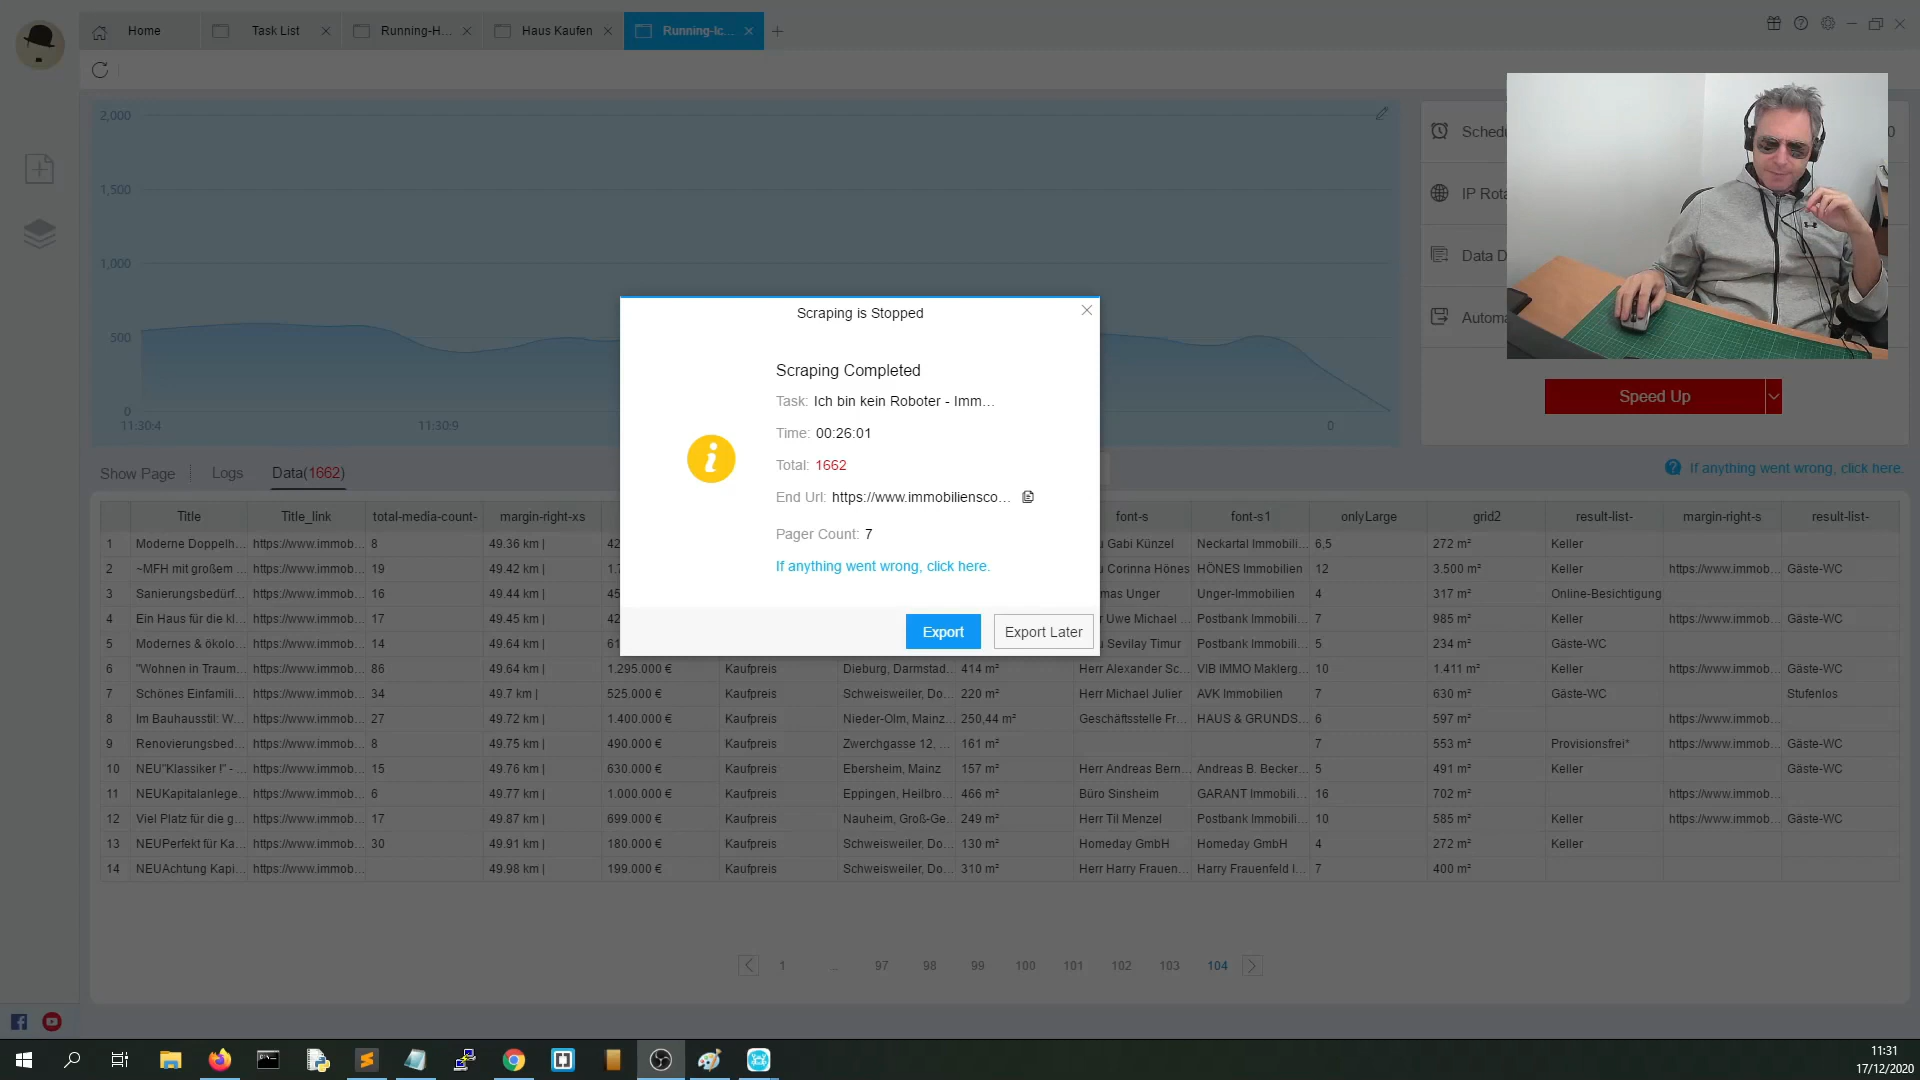 Home
Task List
Running-H...
Haus Kaufen
Running-Ic...
2,000
1,500
1,000
500
0
11:30:4
11:30:9
0
Schedu
0
IP Rota
Data D
Automa
Speed Up
Scraping is Stopped
Scraping Completed
Task: Ich bin kein Roboter - Imm...
Time: 00:26:01
Total: 1662
End Url: https://www.immobiliensco...
Pager Count: 7
If anything went wrong, click here.
Export
Export Later
Show Page
Logs
Data(1662)
If anything went wrong, click here.
Title Title_link total-media-count- margin-right-xs font-s font-s1 onlyLarge grid2 result-list- margin-right-s result-list-
1 Moderne Doppelh... https://www.immob... 8 49.36 km | 42 Gabi Künzel Neckartal Immobili... 6,5 272 m² Keller
2 ~MFH mit großem ... https://www.immob... 19 49.42 km | 1.7 Corinna Hönes HÖNES Immobilien 12 3.500 m² Keller https://www.immob... Gäste-WC
3 Sanierungsbedürf... https://www.immob... 16 49.44 km | 45 mas Unger Unger-Immobilien 4 317 m² Online-Besichtigung
4 Ein Haus für die kl... https://www.immob... 17 49.45 km | 42 r Uwe Michael ... Postbank Immobili... 7 985 m² Keller https://www.immob... Gäste-WC
5 Modernes & ökolo... https://www.immob... 14 49.64 km | 61 Sevilay Timur Postbank Immobili... 5 234 m² Gäste-WC
6 "Wohnen in Traum... https://www.immob... 86 49.64 km | 1.295.000 € Kaufpreis Dieburg, Darmstad... 414 m² Herr Alexander Sc... VIB IMMO Maklerg... 10 1.411 m² Keller https://www.immob... Gäste-WC
7 Schönes Einfamili... https://www.immob... 34 49.7 km | 525.000 € Kaufpreis Schweisweiler, Do... 220 m² Herr Michael Julier AVK Immobilien 7 630 m² Gäste-WC Stufenlos
8 Im Bauhausstil: W... https://www.immob... 27 49.72 km | 1.400.000 € Kaufpreis Nieder-Olm, Mainz... 250,44 m² Geschäftsstelle Fr... HAUS & GRUNDS... 6 597 m² https://www.immob...
9 Renovierungsbed... https://www.immob... 8 49.75 km | 490.000 € Kaufpreis Zwerchgasse 12, ... 161 m² 7 553 m² Provisionsfrei* https://www.immob... Gäste-WC
10 NEU"Klassiker !" - ... https://www.immob... 15 49.76 km | 630.000 € Kaufpreis Ebersheim, Mainz 157 m² Herr Andreas Bern... Andreas B. Becker... 5 491 m² Keller Gäste-WC
11 NEUKapitalanlege... https://www.immob... 6 49.77 km | 1.000.000 € Kaufpreis Eppingen, Heilbro... 466 m² Büro Sinsheim GARANT Immobili... 16 702 m² https://www.immob...
12 Viel Platz für die g... https://www.immob... 17 49.87 km | 699.000 € Kaufpreis Nauheim, Groß-Ge... 249 m² Herr Til Menzel Postbank Immobili... 10 585 m² Keller https://www.immob... Gäste-WC
13 NEUPerfekt für Ka... https://www.immob... 30 49.91 km | 180.000 € Kaufpreis Schweisweiler, Do... 130 m² Homeday GmbH Homeday GmbH 4 272 m² Keller
14 NEUAchtung Kapi... https://www.immob... 49.98 km | 199.000 € Kaufpreis Schweisweiler, Do... 310 m² Herr Harry Frauen... Harry Frauenfeld I... 7 400 m²
1 ... 97 98 99 100 101 102 103 104
11:31
17/12/2020